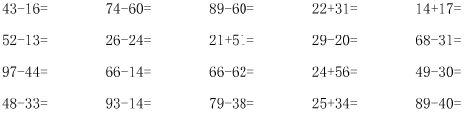 43-16= 74-60= 89-60= 22+31= 14+17=
52-13= 26-24= 21+51= 29-20= 68-31=
97-44= 66-14= 66-62= 24+56= 49-30=
48-33= 93-14= 79-38= 25+34= 89-40=